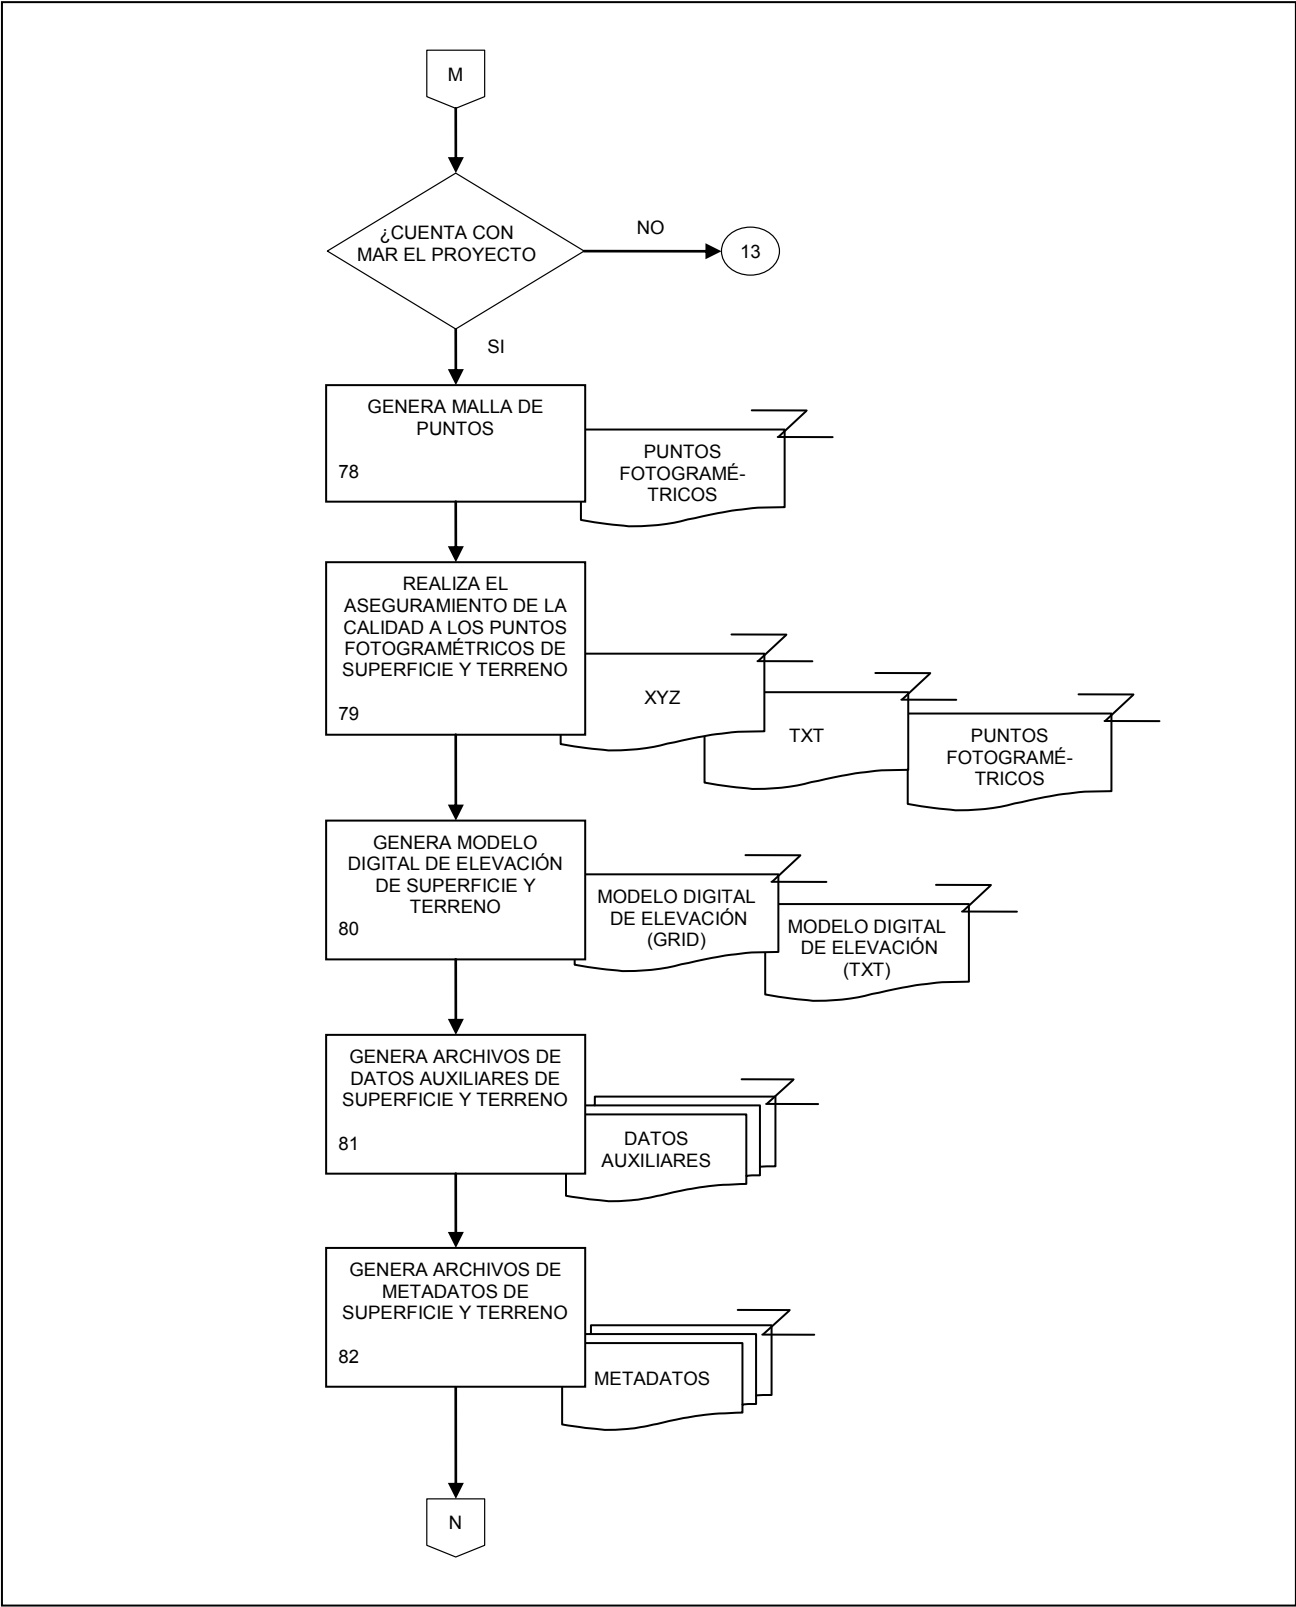 M
¿CUENTA CON
MAR EL PROYECTO
NO
13
SI
GENERA MALLA DE
PUNTOS
78
PUNTOS
FOTOGRAMÉ-
TRICOS
REALIZA EL
ASEGURAMIENTO DE LA
CALIDAD A LOS PUNTOS
FOTOGRAMÉTRICOS DE
SUPERFICIE Y TERRENO
79
XYZ
TXT
PUNTOS
FOTOGRAMÉ-
TRICOS
GENERA MODELO
DIGITAL DE ELEVACIÓN
DE SUPERFICIE Y
TERRENO
80
MODELO DIGITAL
DE ELEVACIÓN
(GRID)
MODELO DIGITAL
DE ELEVACIÓN
(TXT)
GENERA ARCHIVOS DE
DATOS AUXILIARES DE
SUPERFICIE Y TERRENO
81
DATOS
AUXILIARES
GENERA ARCHIVOS DE
METADATOS DE
SUPERFICIE Y TERRENO
82
METADATOS
N